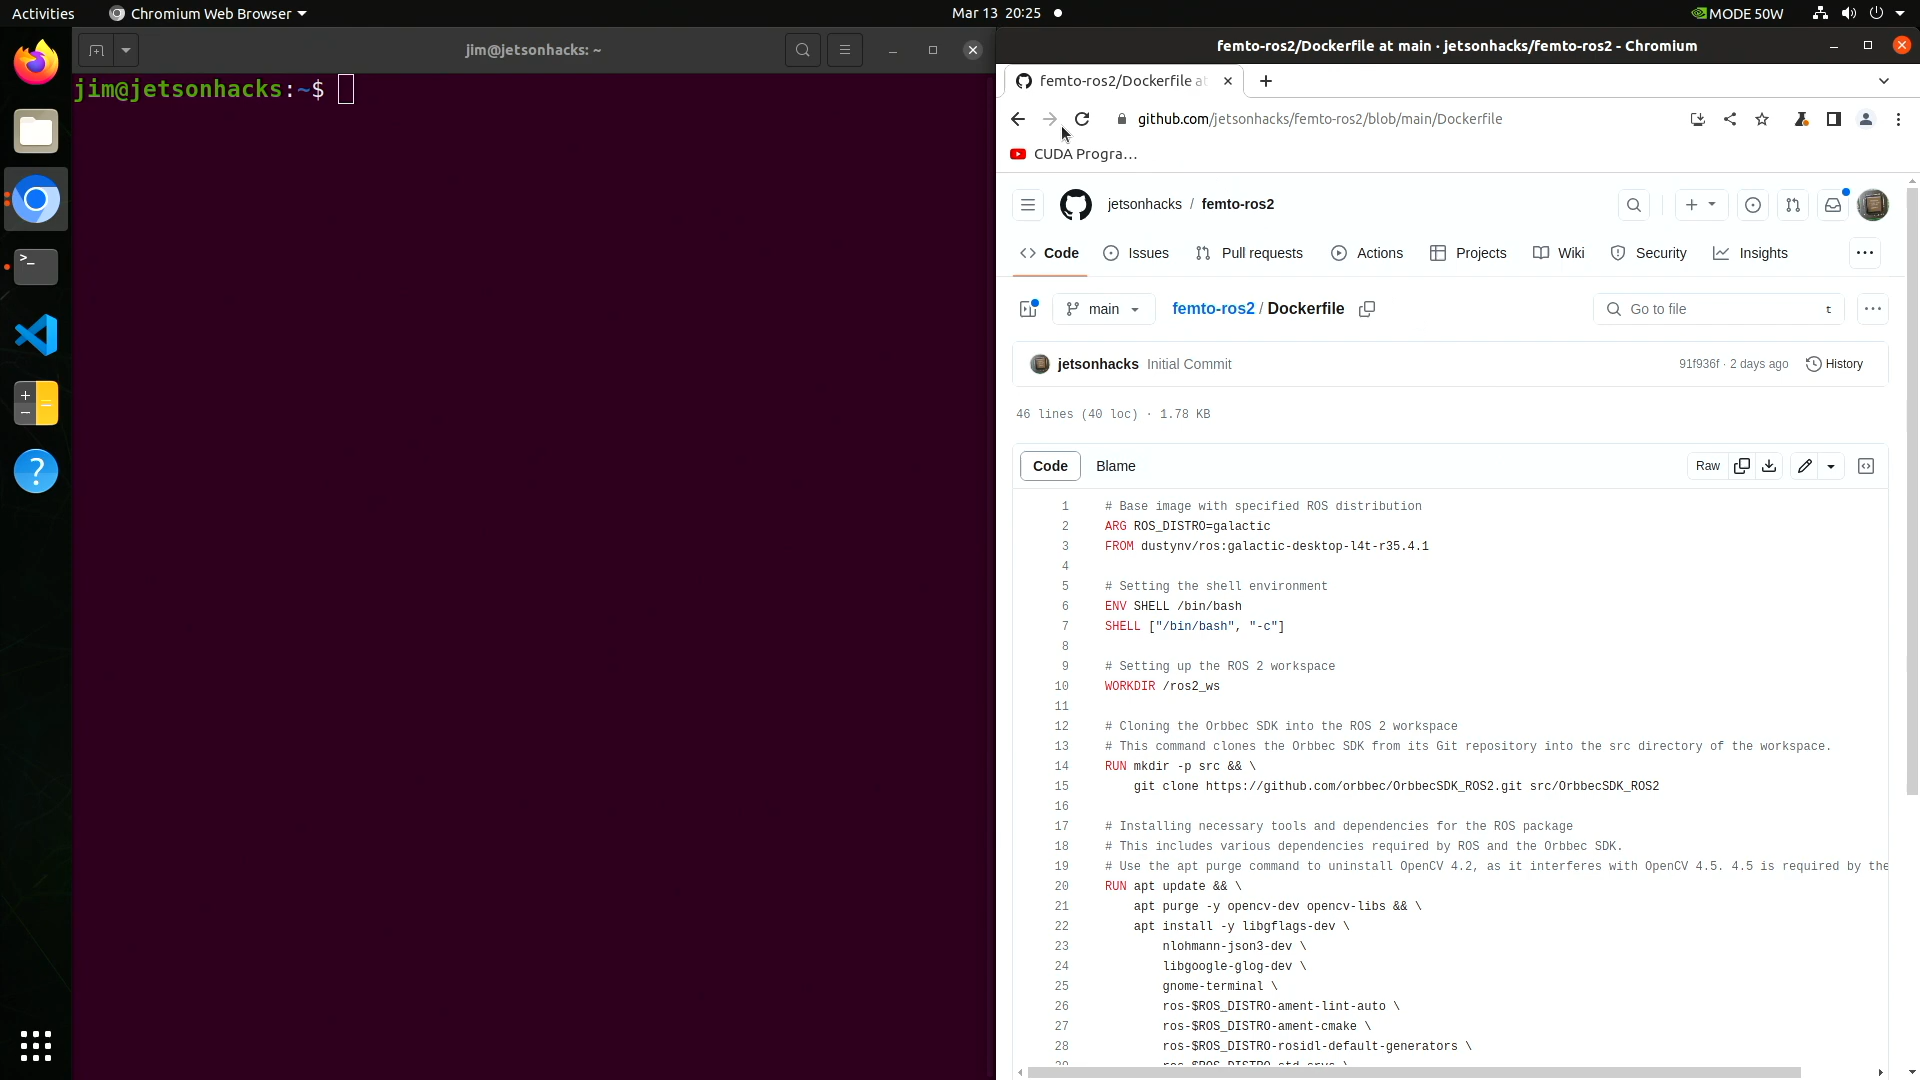 Activities
Chromium Web Browser
Mar 13 20:25
MODE 50W
jim@jetsonhacks: ~
jim@jetsonhacks:~$
femto-ros2/Dockerfile at main · jetsonhacks/femto-ros2 - Chromium
femto-ros2/Dockerfile at
github.com/jetsonhacks/femto-ros2/blob/main/Dockerfile
CUDA Progra…
jetsonhacks / femto-ros2
Code Issues Pull requests Actions Projects Wiki Security Insights
main
femto-ros2 / Dockerfile
Go to file t
jetsonhacks Initial Commit
91f936f · 2 days ago History
46 lines (40 loc) · 1.78 KB
Code Blame Raw
1 # Base image with specified ROS distribution
2 ARG ROS_DISTRO=galactic
3 FROM dustynv/ros:galactic-desktop-l4t-r35.4.1
4
5 # Setting the shell environment
6 ENV SHELL /bin/bash
7 SHELL ["/bin/bash", "-c"]
8
9 # Setting up the ROS 2 workspace
10 WORKDIR /ros2_ws
11
12 # Cloning the Orbbec SDK into the ROS 2 workspace
13 # This command clones the Orbbec SDK from its Git repository into the src directory of the workspace.
14 RUN mkdir -p src && \
15 git clone https://github.com/orbbec/OrbbecSDK_ROS2.git src/OrbbecSDK_ROS2
16
17 # Installing necessary tools and dependencies for the ROS package
18 # This includes various dependencies required by ROS and the Orbbec SDK.
19 # Use the apt purge command to uninstall OpenCV 4.2, as it interferes with OpenCV 4.5. 4.5 is required by the
20 RUN apt update && \
21 apt purge -y opencv-dev opencv-libs && \
22 apt install -y libgflags-dev \
23 nlohmann-json3-dev \
24 libgoogle-glog-dev \
25 gnome-terminal \
26 ros-$ROS_DISTRO-ament-lint-auto \
27 ros-$ROS_DISTRO-ament-cmake \
28 ros-$ROS_DISTRO-rosidl-default-generators \